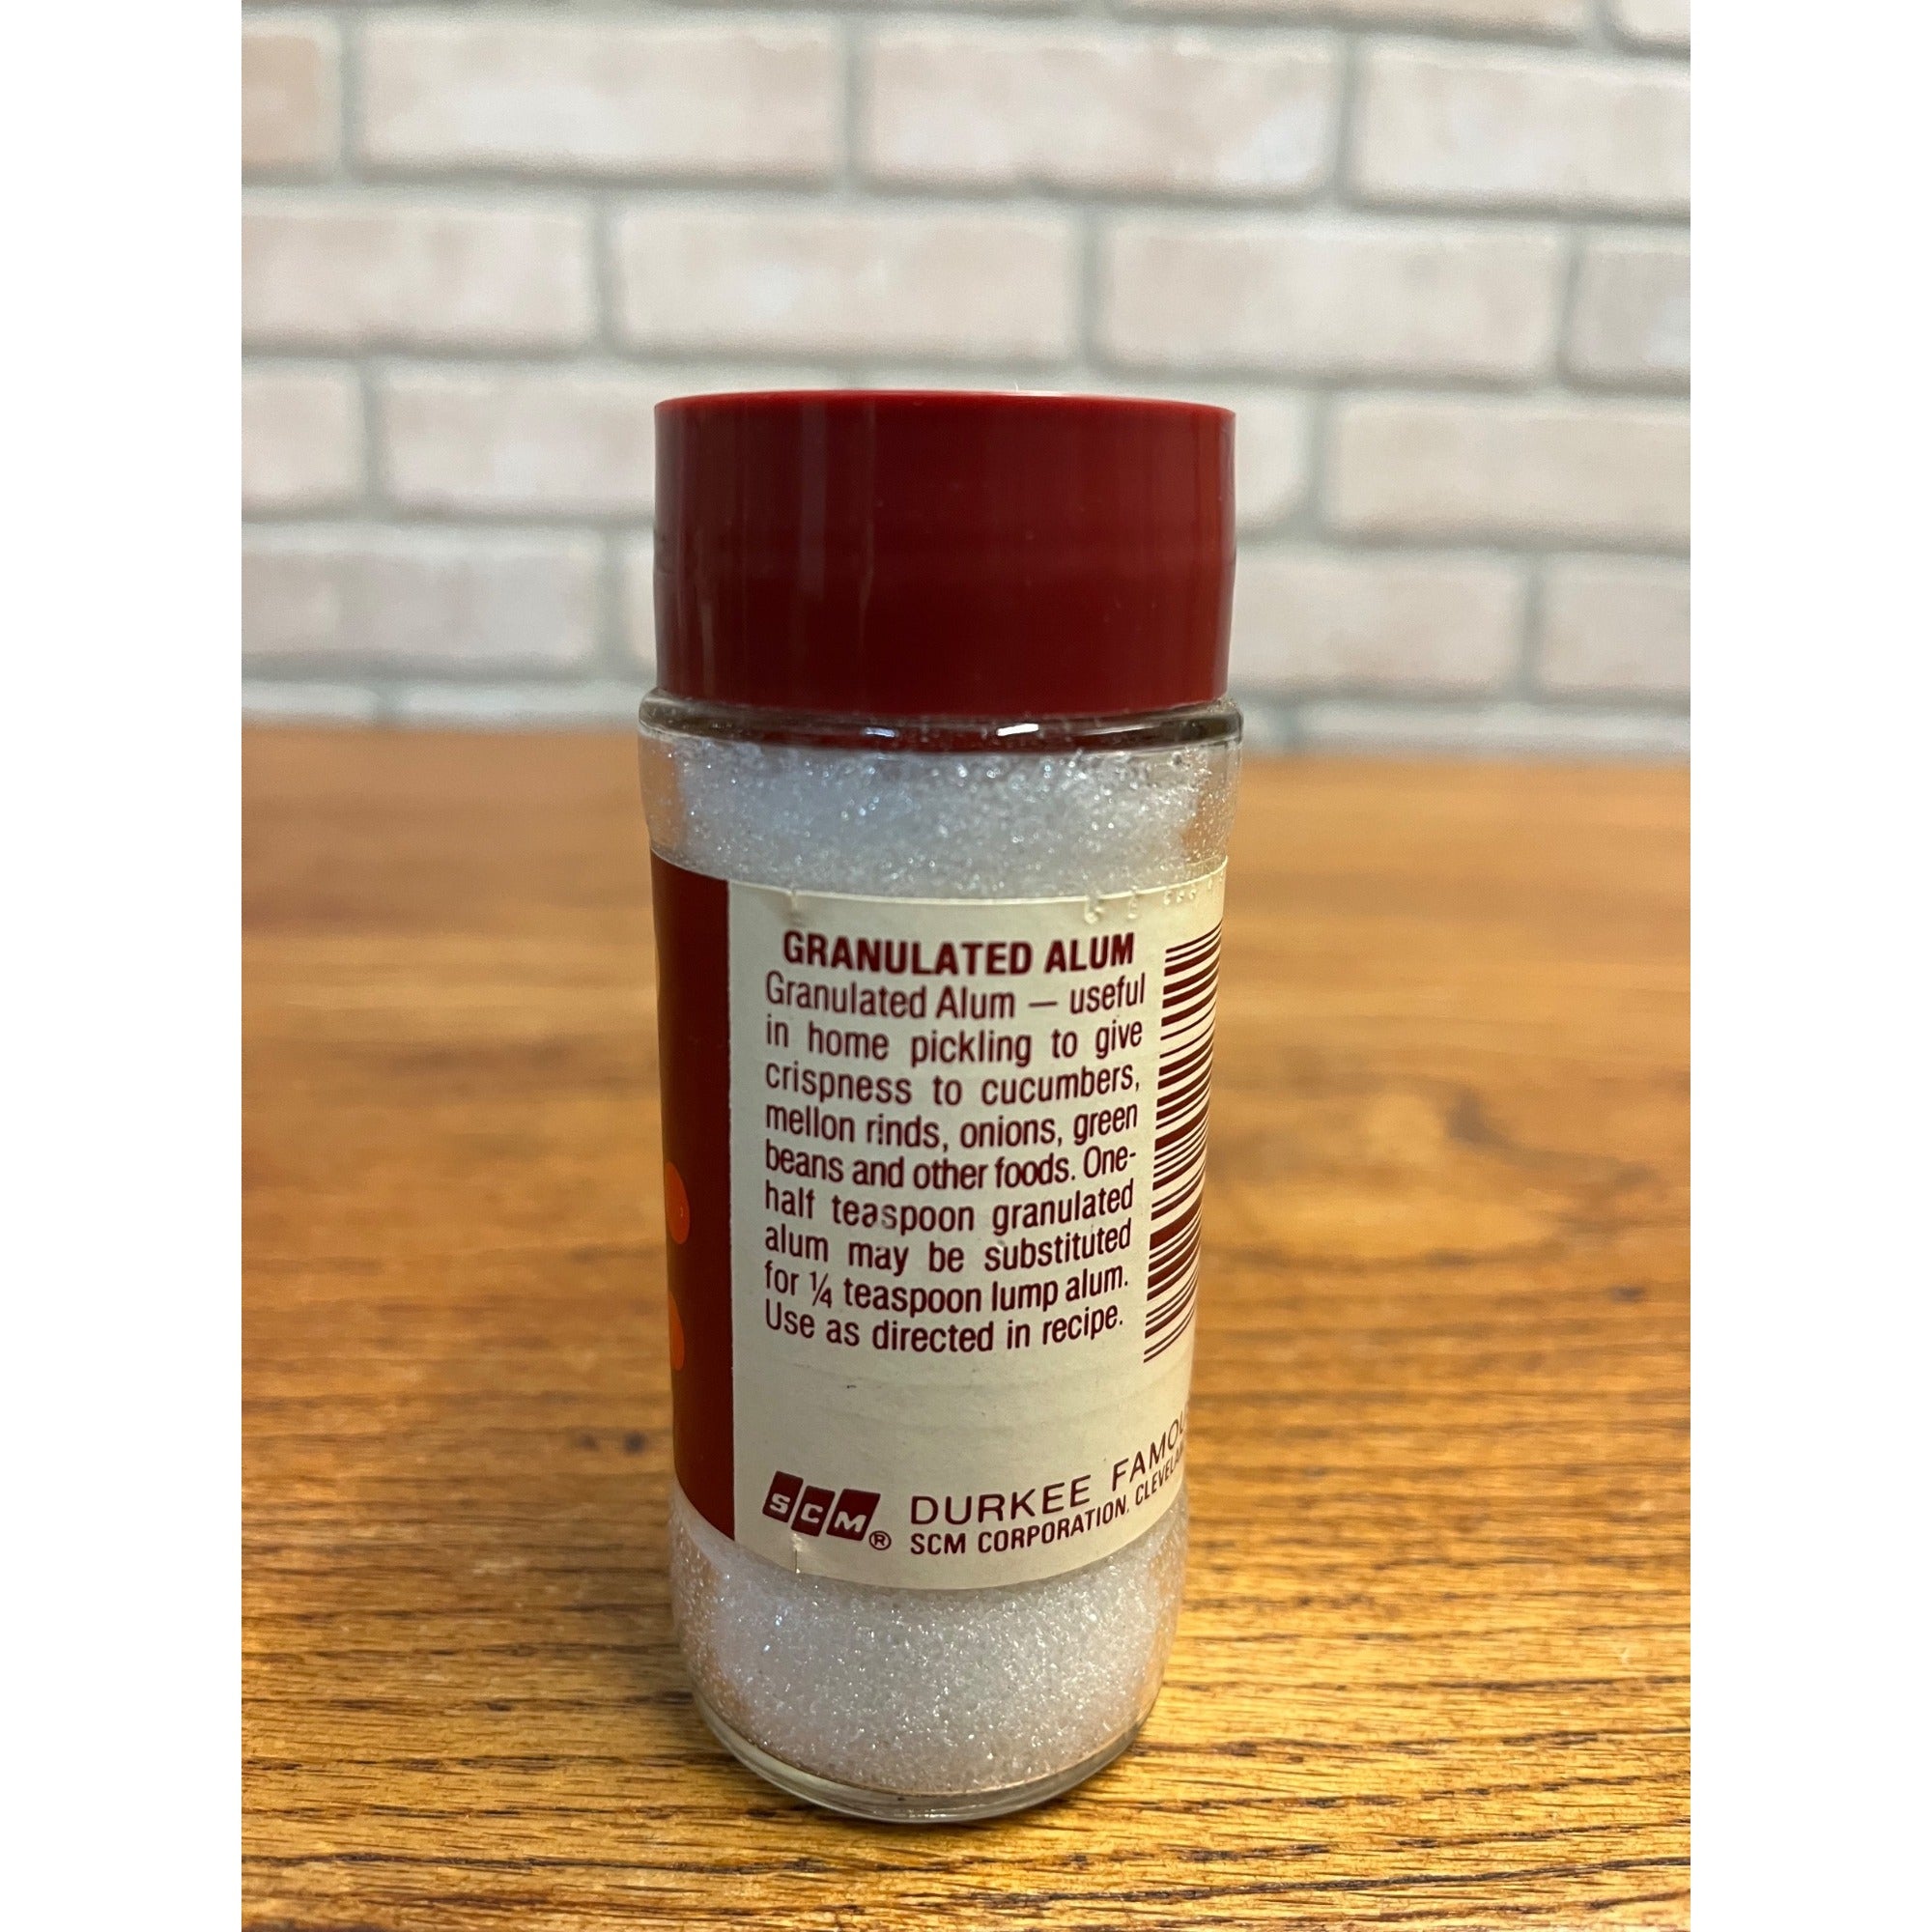 GRANULATED ALUM
Granulated Alum — useful
in home pickling to give
crispness to cucumbers,
mellon rinds, onions, green
beans and other foods. One-
half teaspoon granulated
alum may be substituted
for ¼ teaspoon lump alum.
Use as directed in recipe.
SCM® DURKEE
SCM CORPORATION.